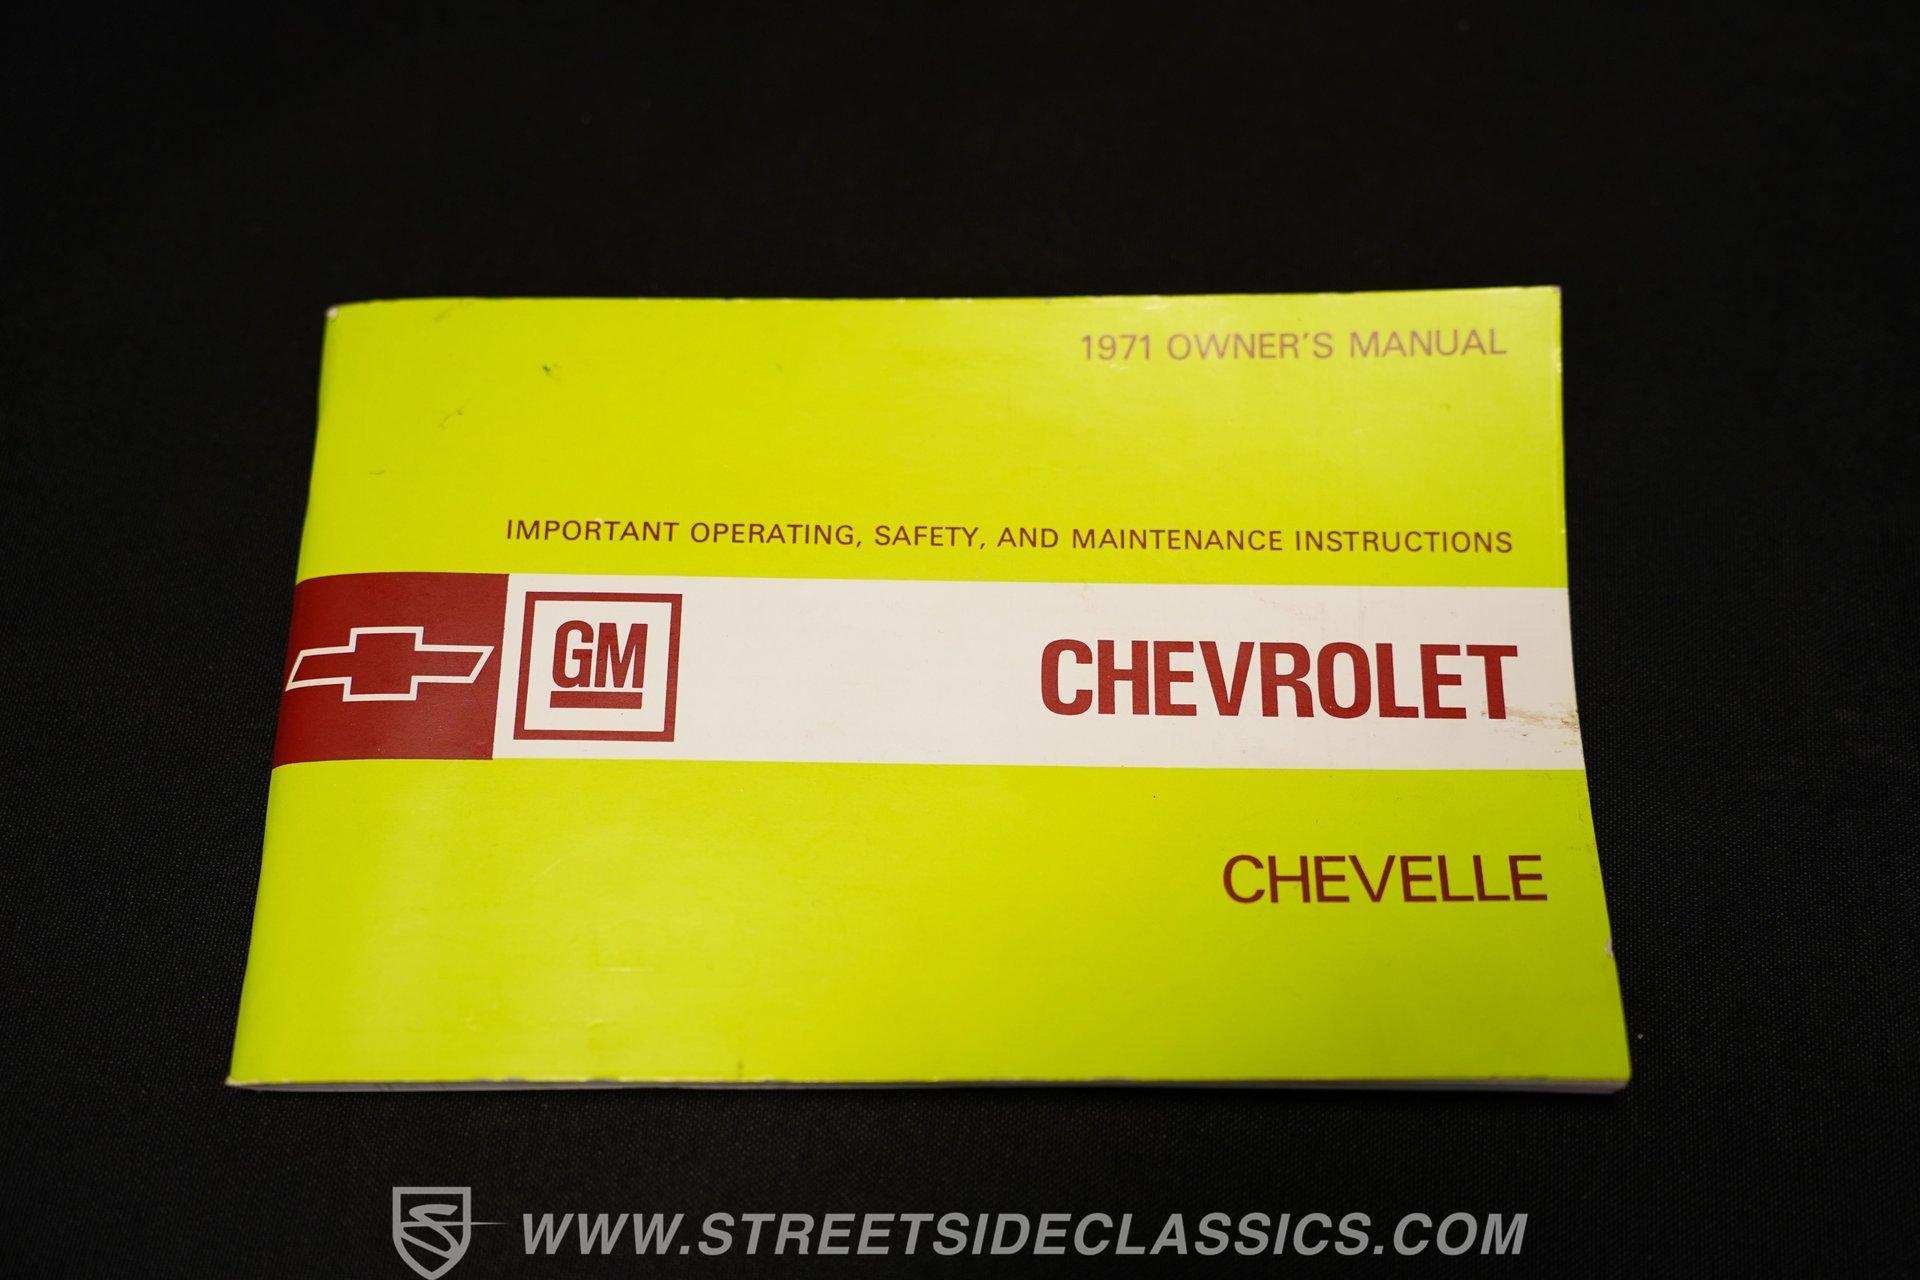 1971 OWNER'S MANUAL
IMPORTANT OPERATING, SAFETY, AND MAINTENANCE INSTRUCTIONS
GM
CHEVROLET
CHEVELLE
WWW.STREETSIDECLASSICS.COM